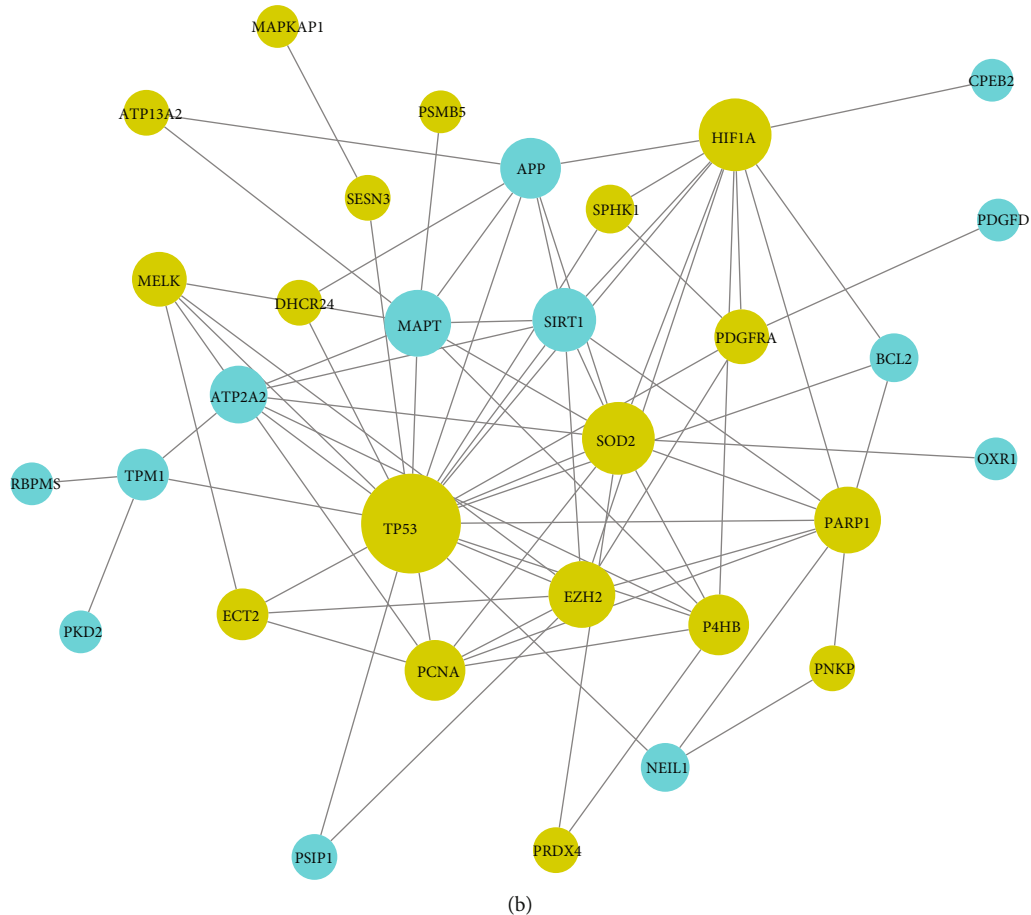 MAPKAP1
CPEB2
ATP13A2
PSMB5
HIF1A
APP
SESN3
SPHK1
PDGFD
MELK
DHCR24
MAPT
SIRT1
PDGFRA
BCL2
ATP2A2
SOD2
OXR1
RBPMS
TPM1
TP53
PARP1
EZH2
ECT2
P4HB
PKD2
PCNA
PNKP
NEIL1
PSIP1
PRDX4
(b)